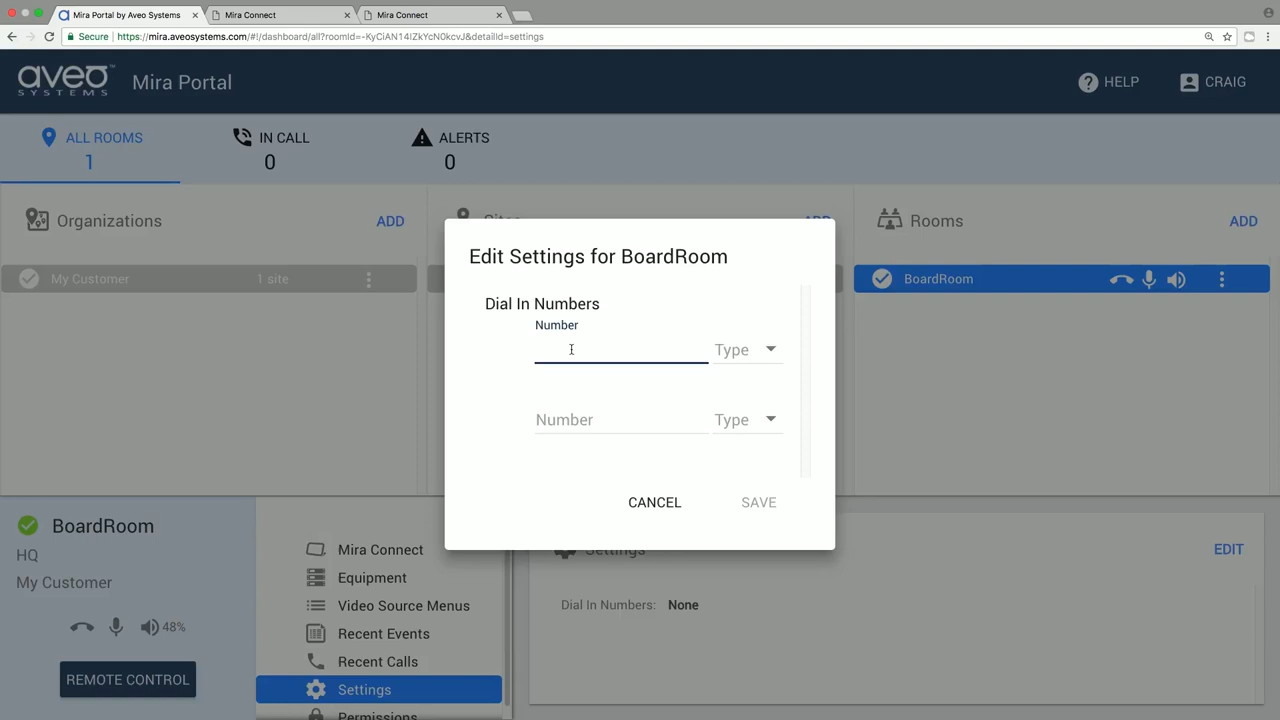 Mira Portal by Aveo Systems
Mira Connect
Mira Connect
Secure
https://mira.aveosystems.com/#!/dashboard/all?roomId=-KyCiAN14IZkYcN0kcvJ&detailId=settings
aveo
SYSTEMS
Mira Portal
HELP
CRAIG
ALL ROOMS
1
IN CALL
0
ALERTS
0
Organizations
ADD
Sites
ADD
Rooms
ADD
My Customer
1 site
BoardRoom
Edit Settings for BoardRoom
Dial In Numbers
Number
Type
Number
Type
CANCEL
SAVE
BoardRoom
HQ
My Customer
48%
REMOTE CONTROL
Mira Connect
Equipment
Video Source Menus
Recent Events
Recent Calls
Settings
Permissions
Settings
EDIT
Dial In Numbers: None